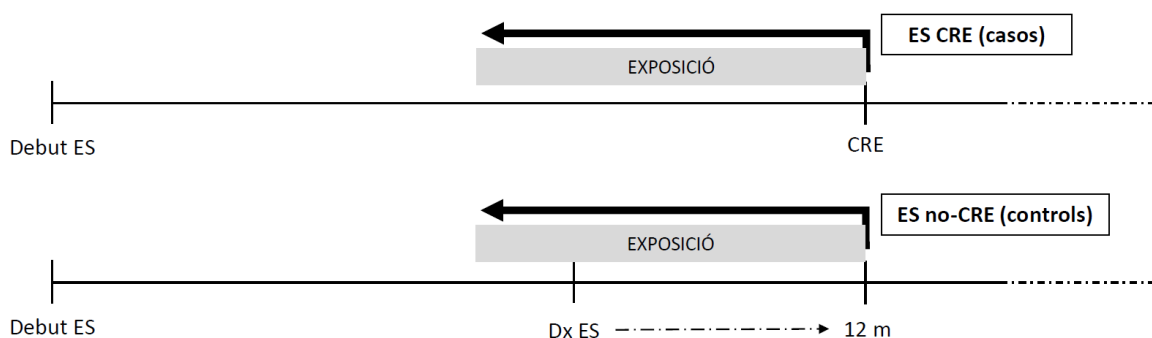 ES CRE (casos)
EXPOSICIÓ
Debut ES
CRE
ES no-CRE (controls)
EXPOSICIÓ
Debut ES
Dx ES
12 m